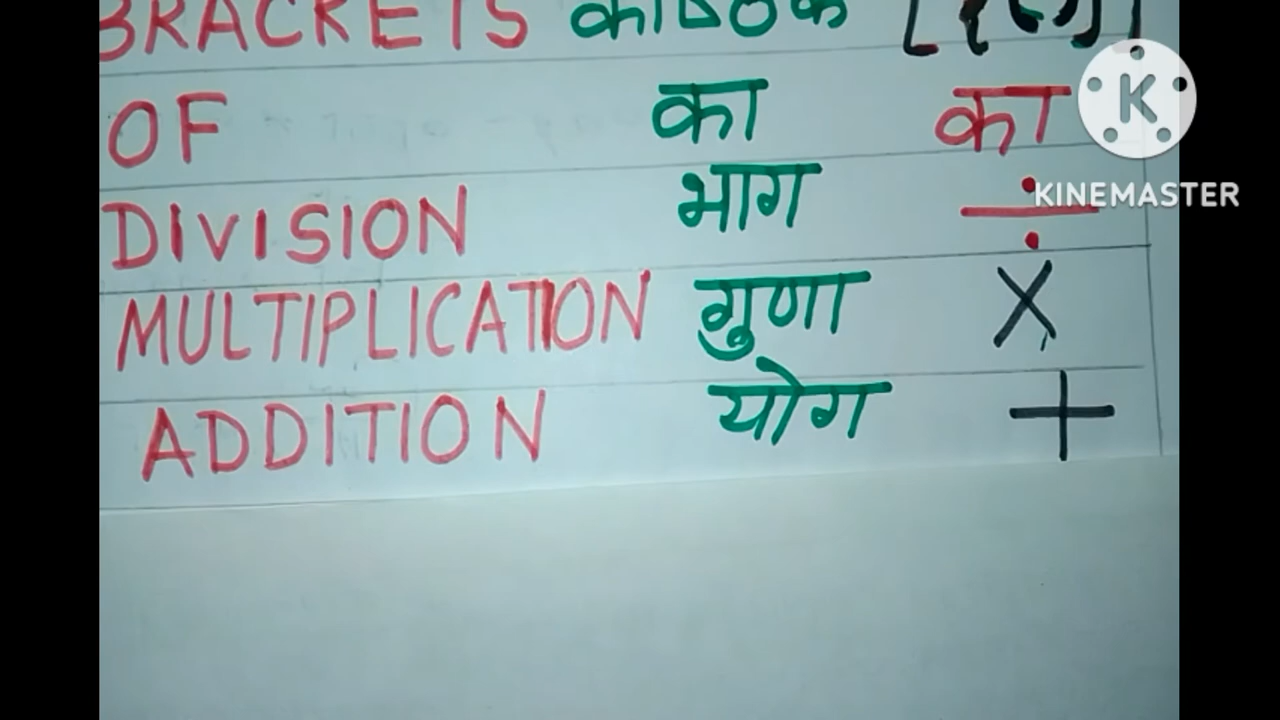 BRACKETS कोष्ठक [{()}]
OF का का
DIVISION भाग ÷
MULTIPLICATION गुणा ×
ADDITION योग +
K
KINEMASTER